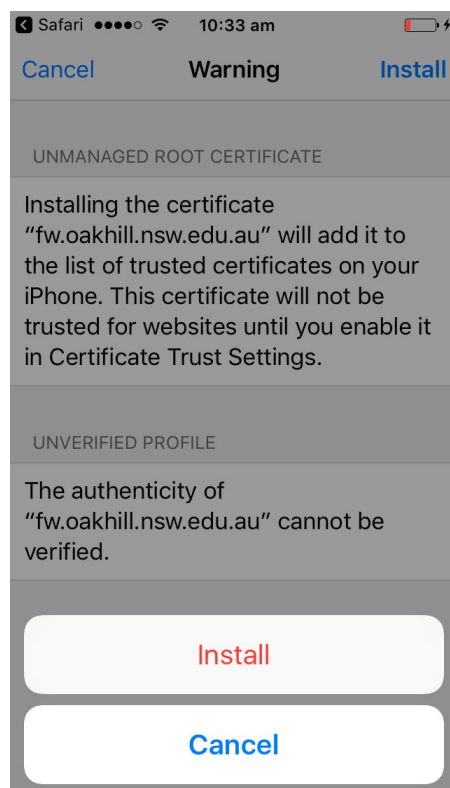 Safari 10:33 am
Cancel Warning Install
UNMANAGED ROOT CERTIFICATE
Installing the certificate
“fw.oakhill.nsw.edu.au” will add it to
the list of trusted certificates on your
iPhone. This certificate will not be
trusted for websites until you enable it
in Certificate Trust Settings.
UNVERIFIED PROFILE
The authenticity of
“fw.oakhill.nsw.edu.au” cannot be
verified.
Install
Cancel